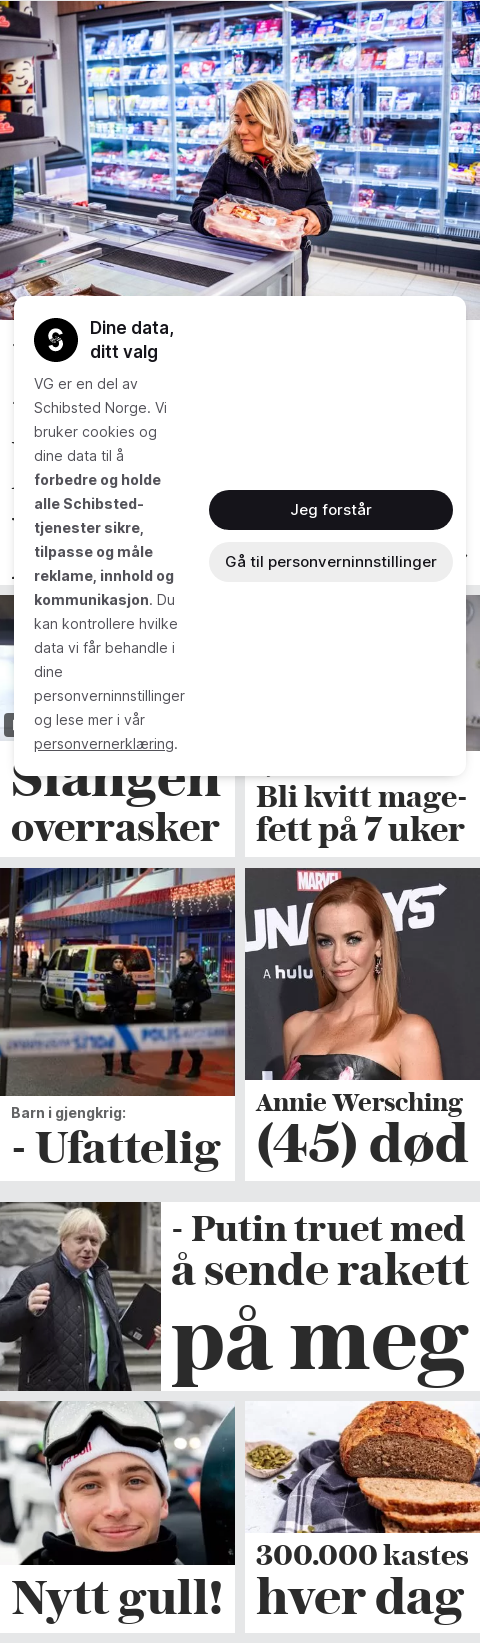 Dine data,
ditt valg
VG er en del av
Schibsted Norge. Vi
bruker cookies og
dine data til å
forbedre og holde
alle Schibsted-
tjenester sikre,
tilpasse og måle
reklame, innhold og
kommunikasjon. Du
kan kontrollere hvilke
data vi får behandle i
dine
personverninnstillinger
og lese mer i vår
personvernerklæring.
Jeg forstår
Gå til personverninnstillinger
Slangen
overrasker
Bli kvitt mage-
fett på 7 uker
POLIS
MARVEL
UNAWAYS
A hulu
Barn i gjengkrig:
- Ufattelig
Annie Wersching
(45) død
- Putin truet med
å sende rakett
på meg
Nytt gull!
300.000 kastes
hver dag